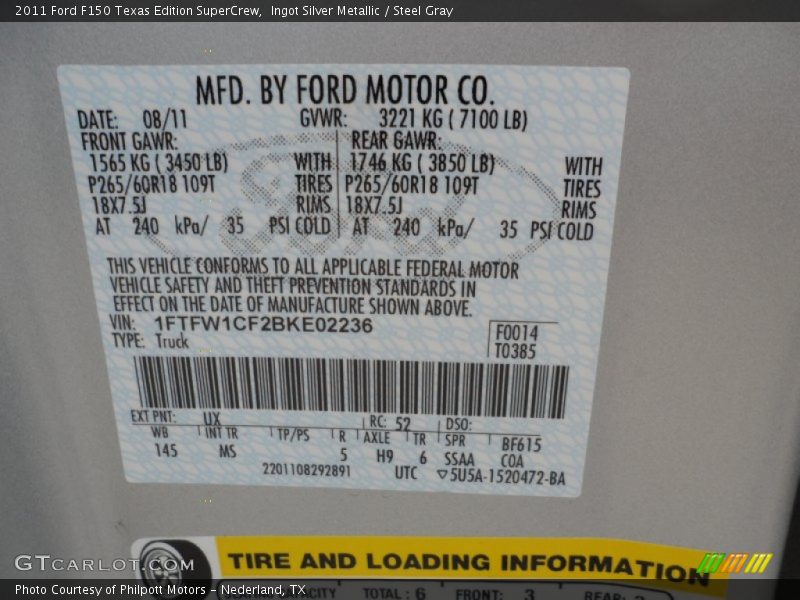 2011 Ford F150 Texas Edition SuperCrew,  Ingot Silver Metallic / Steel Gray
MFD. BY FORD MOTOR CO.
DATE: 08/11 GVWR: 3221 KG ( 7100 LB)
FRONT GAWR: REAR GAWR:
1565 KG ( 3450 LB) WITH 1746 KG ( 3850 LB) WITH
P265/60R18 109T TIRES P265/60R18 109T TIRES
18X7.5J RIMS 18X7.5J RIMS
AT 240 kPa/ 35 PSI COLD AT 240 kPa/ 35 PSI COLD
THIS VEHICLE CONFORMS TO ALL APPLICABLE FEDERAL MOTOR
VEHICLE SAFETY AND THEFT PREVENTION STANDARDS IN
EFFECT ON THE DATE OF MANUFACTURE SHOWN ABOVE.
VIN: 1FTFW1CF2BKE02236 F0014
TYPE: Truck T0385
EXT PNT: UX RC: 52 DSO:
WB INT TR TP/PS R AXLE TR SPR BF615
145 MS 5 H9 6 SSAA COA
2201108292891 UTC ▽5U5A-1520472-BA
TIRE AND LOADING INFORMATION
GTCARLOT.COM
TOTAL : 6 FRONT: 3 REAR:
Photo Courtesy of Philpott Motors - Nederland, TX